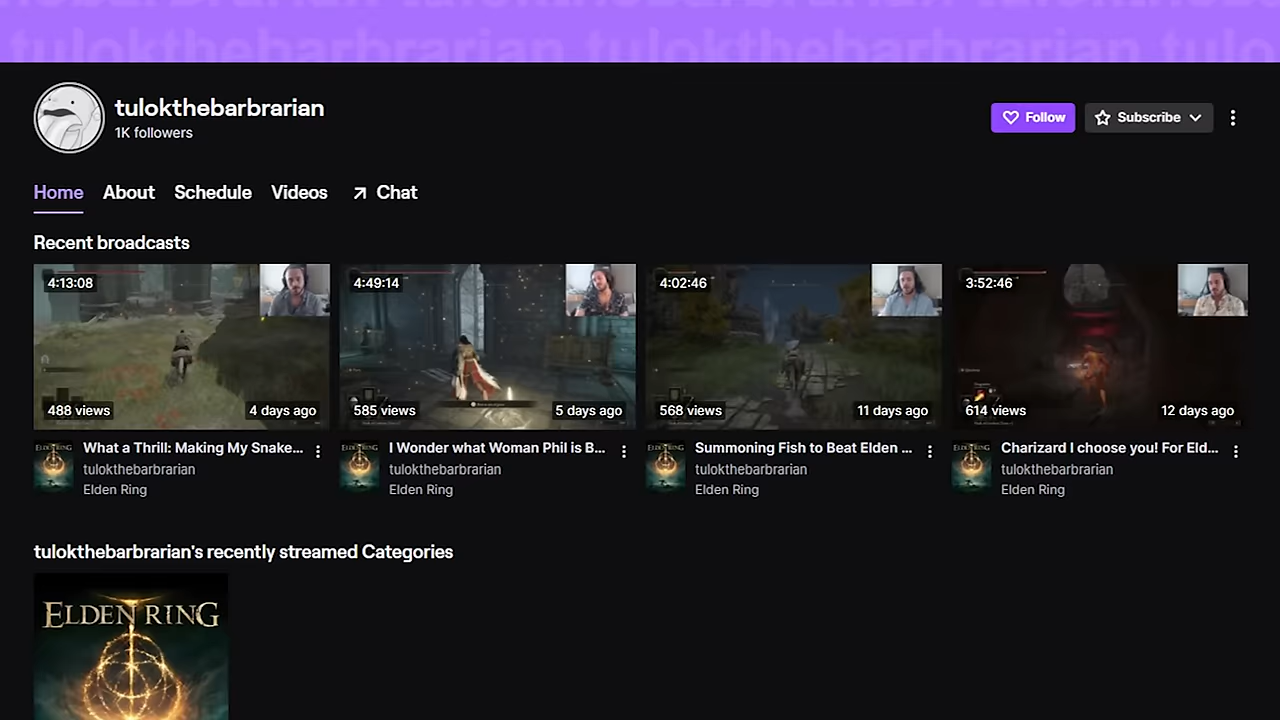 tulokthebarbrarian tulokthebarbrarian tulo
tulokthebarbrarian
1K followers
Follow
Subscribe
Home
About
Schedule
Videos
Chat
Recent broadcasts
4:13:08
488 views
4 days ago
What a Thrill: Making My Snake...
tulokthebarbrarian
Elden Ring
4:49:14
585 views
5 days ago
I Wonder what Woman Phil is B...
tulokthebarbrarian
Elden Ring
4:02:46
568 views
11 days ago
Summoning Fish to Beat Elden ...
tulokthebarbrarian
Elden Ring
3:52:46
614 views
12 days ago
Charizard I choose you! For Eld...
tulokthebarbrarian
Elden Ring
tulokthebarbrarian's recently streamed Categories
ELDEN RING